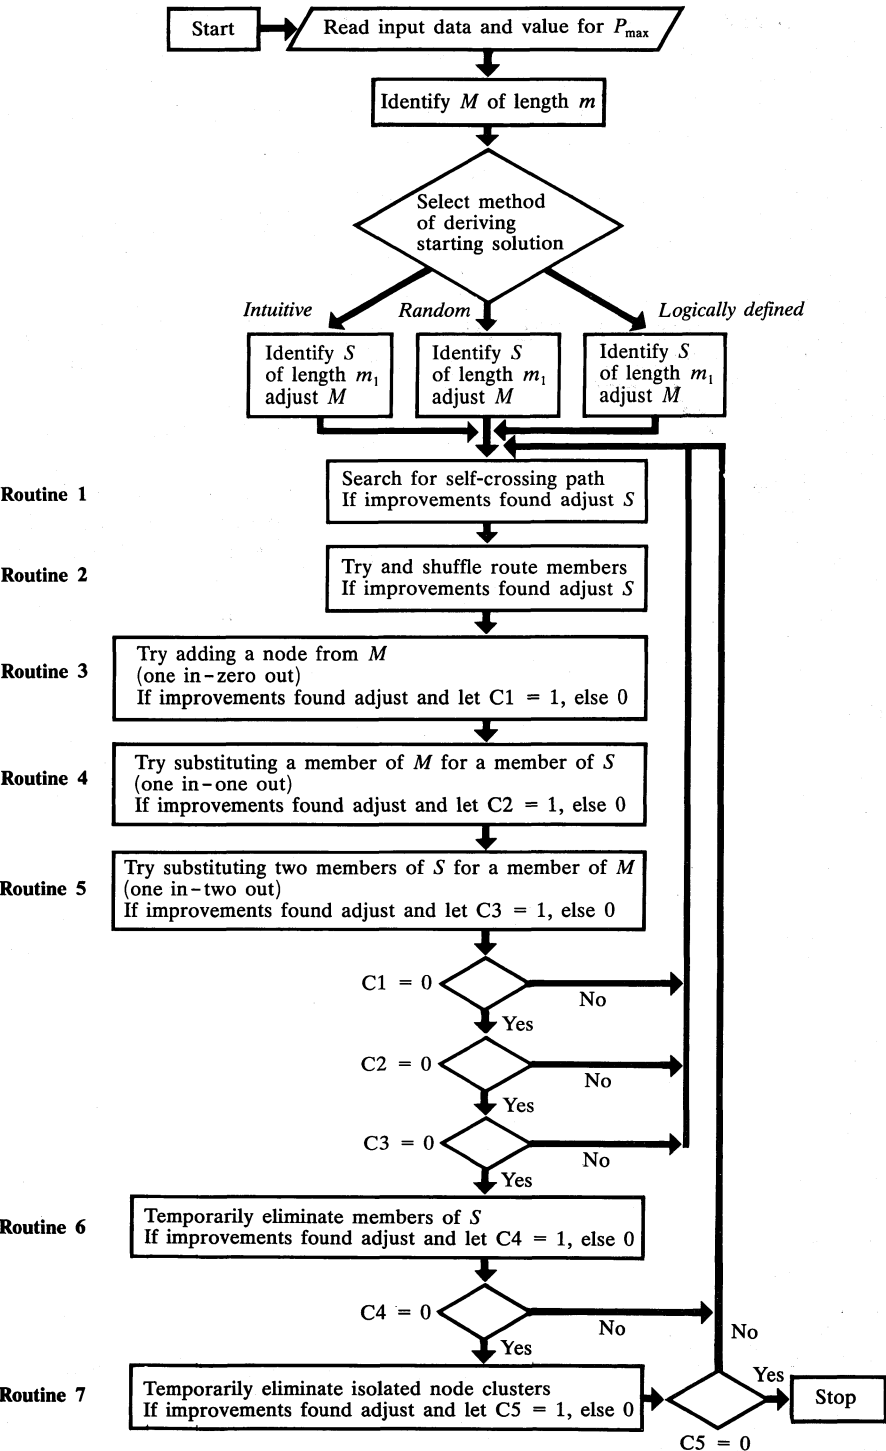 Start
Read input data and value for Pmax
Identify M of length m
Select method
of deriving
starting solution
Intuitive
Random
Logically defined
Identify S
of length m1
adjust M
Identify S
of length m1
adjust M
Identify S
of length m1
adjust M
Routine 1
Search for self-crossing path
If improvements found adjust S
Routine 2
Try and shuffle route members
If improvements found adjust S
Routine 3
Try adding a node from M
(one in-zero out)
If improvements found adjust and let C1 = 1, else 0
Routine 4
Try substituting a member of M for a member of S
(one in-one out)
If improvements found adjust and let C2 = 1, else 0
Routine 5
Try substituting two members of S for a member of M
(one in-two out)
If improvements found adjust and let C3 = 1, else 0
C1 = 0
No
Yes
C2 = 0
No
Yes
C3 = 0
No
Yes
Routine 6
Temporarily eliminate members of S
If improvements found adjust and let C4 = 1, else 0
C4 = 0
No
No
Yes
Routine 7
Temporarily eliminate isolated node clusters
If improvements found adjust and let C5 = 1, else 0
Yes
Stop
C5 = 0